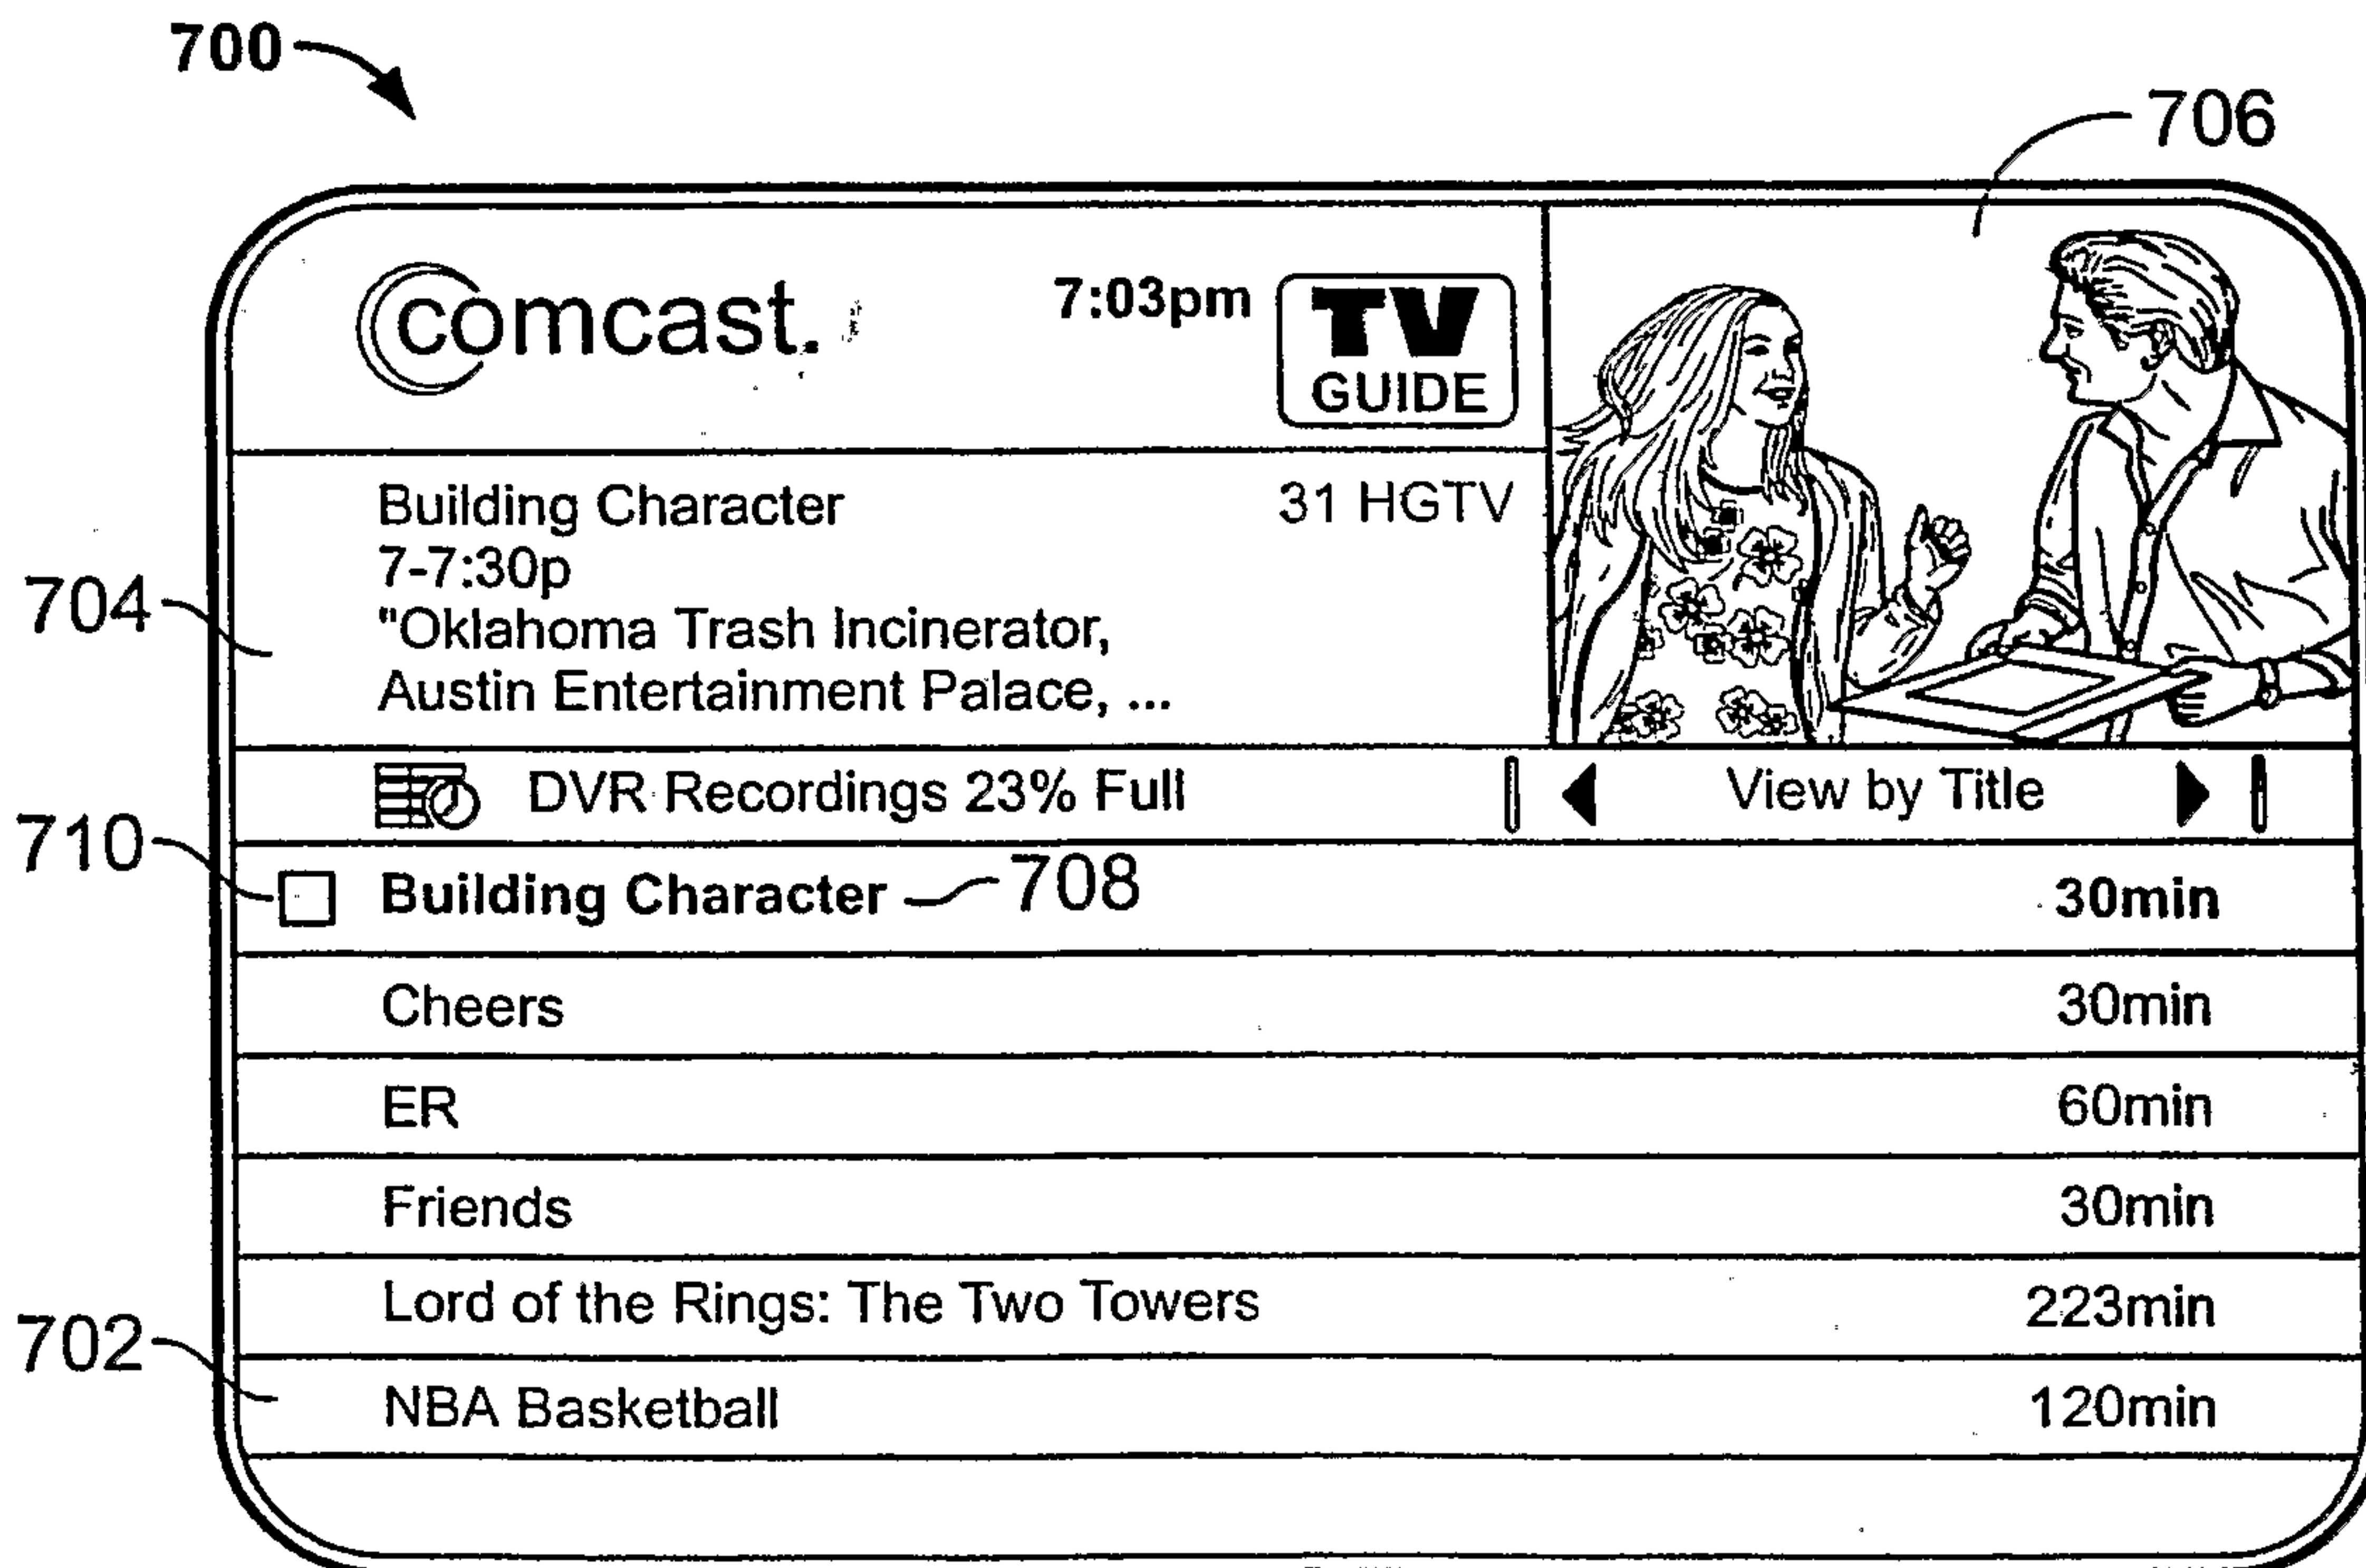 700
706
comcast.
7:03pm
TV
GUIDE
Building Character
31 HGTV
7-7:30p
"Oklahoma Trash Incinerator,
Austin Entertainment Palace, ...
704
DVR Recordings 23% Full
View by Title
710
Building Character
708
30min
Cheers
30min
ER
60min
Friends
30min
Lord of the Rings: The Two Towers
223min
702
NBA Basketball
120min